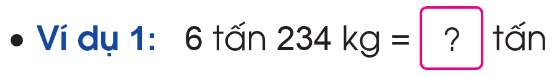 • Ví dụ 1: 6 tấn 234 kg = ? tấn